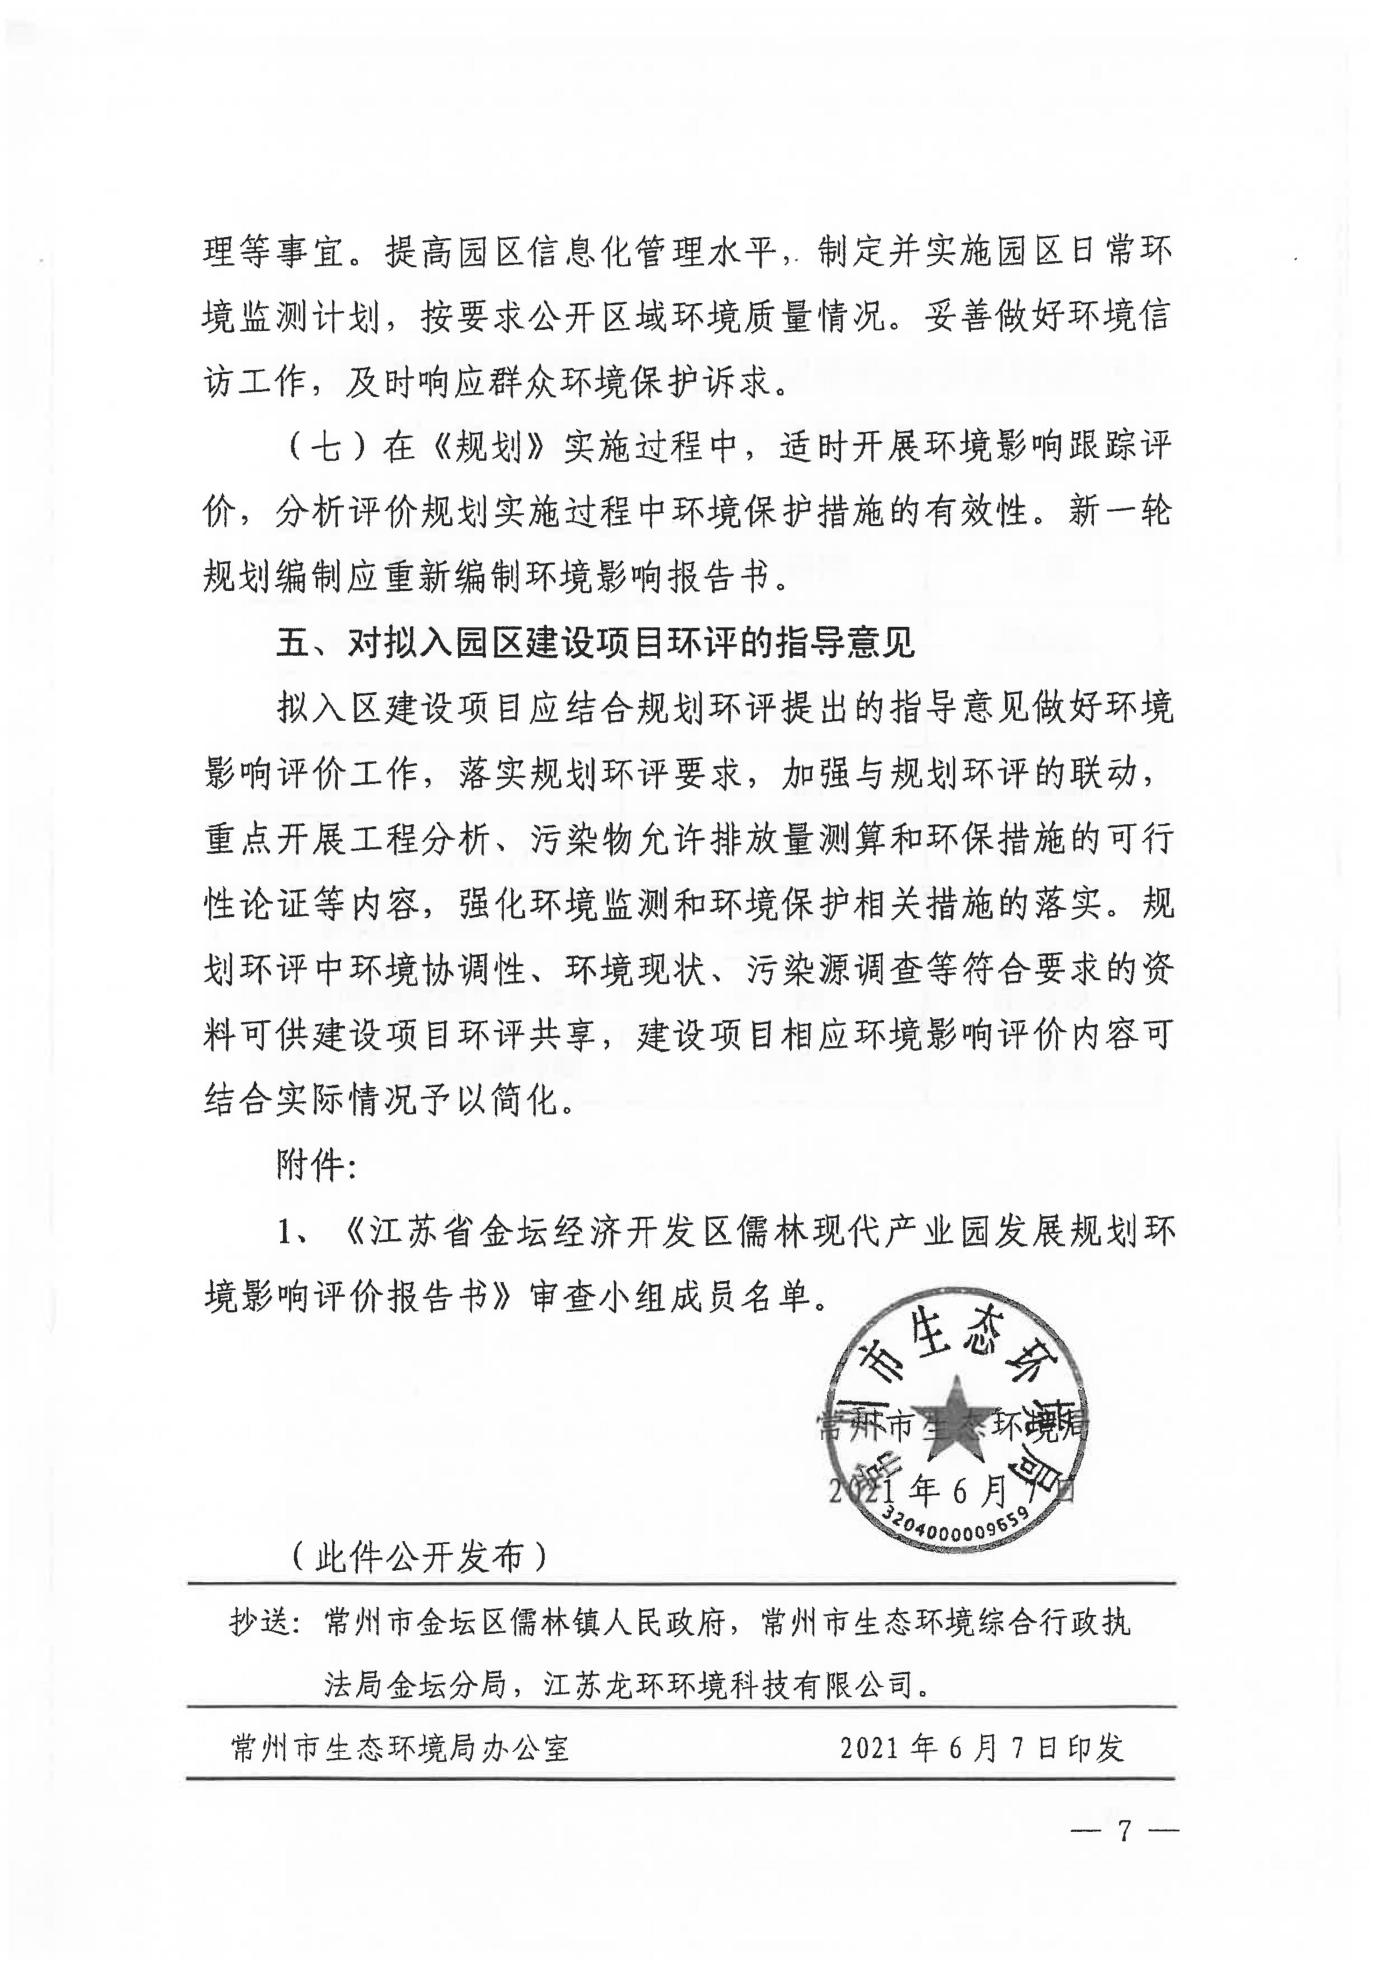 理等事宜。提高园区信息化管理水平，制定并实施园区日常环
境监测计划，按要求公开区域环境质量情况。妥善做好环境信
访工作，及时响应群众环境保护诉求。
（七）在《规划》实施过程中，适时开展环境影响跟踪评
价，分析评价规划实施过程中环境保护措施的有效性。新一轮
规划编制应重新编制环境影响报告书。
五、对拟入园区建设项目环评的指导意见
拟入区建设项目应结合规划环评提出的指导意见做好环境
影响评价工作，落实规划环评要求，加强与规划环评的联动，
重点开展工程分析、污染物允许排放量测算和环保措施的可行
性论证等内容，强化环境监测和环境保护相关措施的落实。规
划环评中环境协调性、环境现状、污染源调查等符合要求的资
料可供建设项目环评共享，建设项目相应环境影响评价内容可
结合实际情况予以简化。
附件：
1、《江苏省金坛经济开发区儒林现代产业园发展规划环
境影响评价报告书》审查小组成员名单。
常州市生态环境局
常州市生态环境局
2021 年 6 月 7 日
3204000009659
（此件公开发布）
抄送：常州市金坛区儒林镇人民政府，常州市生态环境综合行政执
法局金坛分局，江苏龙环环境科技有限公司。
常州市生态环境局办公室 2021 年 6 月 7 日印发
— 7 —